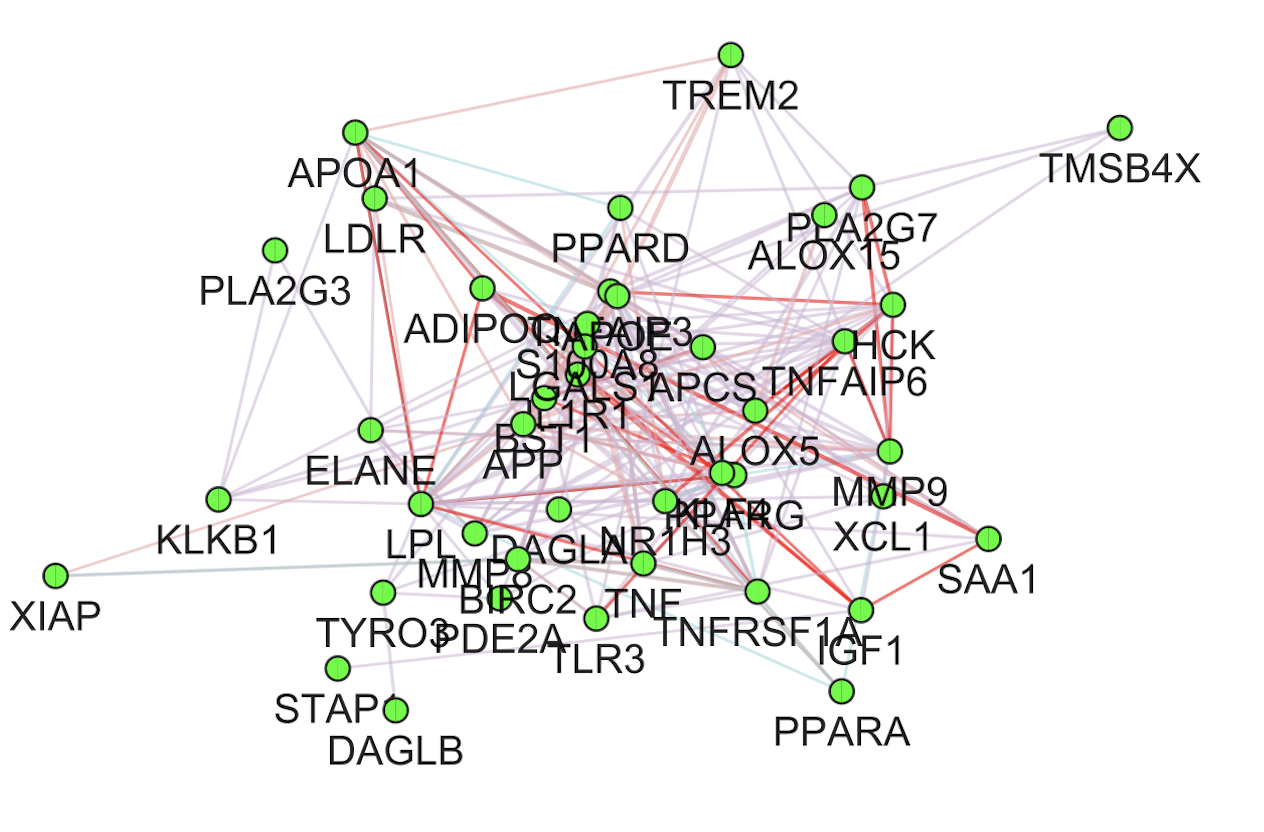 TREM2
TMSB4X
APOA1
LDLR
PLA2G7
PPARD
ALOX15
PLA2G3
ADIPOQ
TNFAIP3
APOE
HCK
S100A8
TNFAIP6
LGALS1
APCS
IL1R1
BST1
ALOX5
APP
ELANE
MMP9
KLF4
PPARG
XCL1
KLKB1
LPL
NR1H3
DAGLA
MMP8
SAA1
BIRC2
TNF
XIAP
TYRO3
PDE2A
TNFRSF1A
IGF1
TLR3
STAP1
PPARA
DAGLB